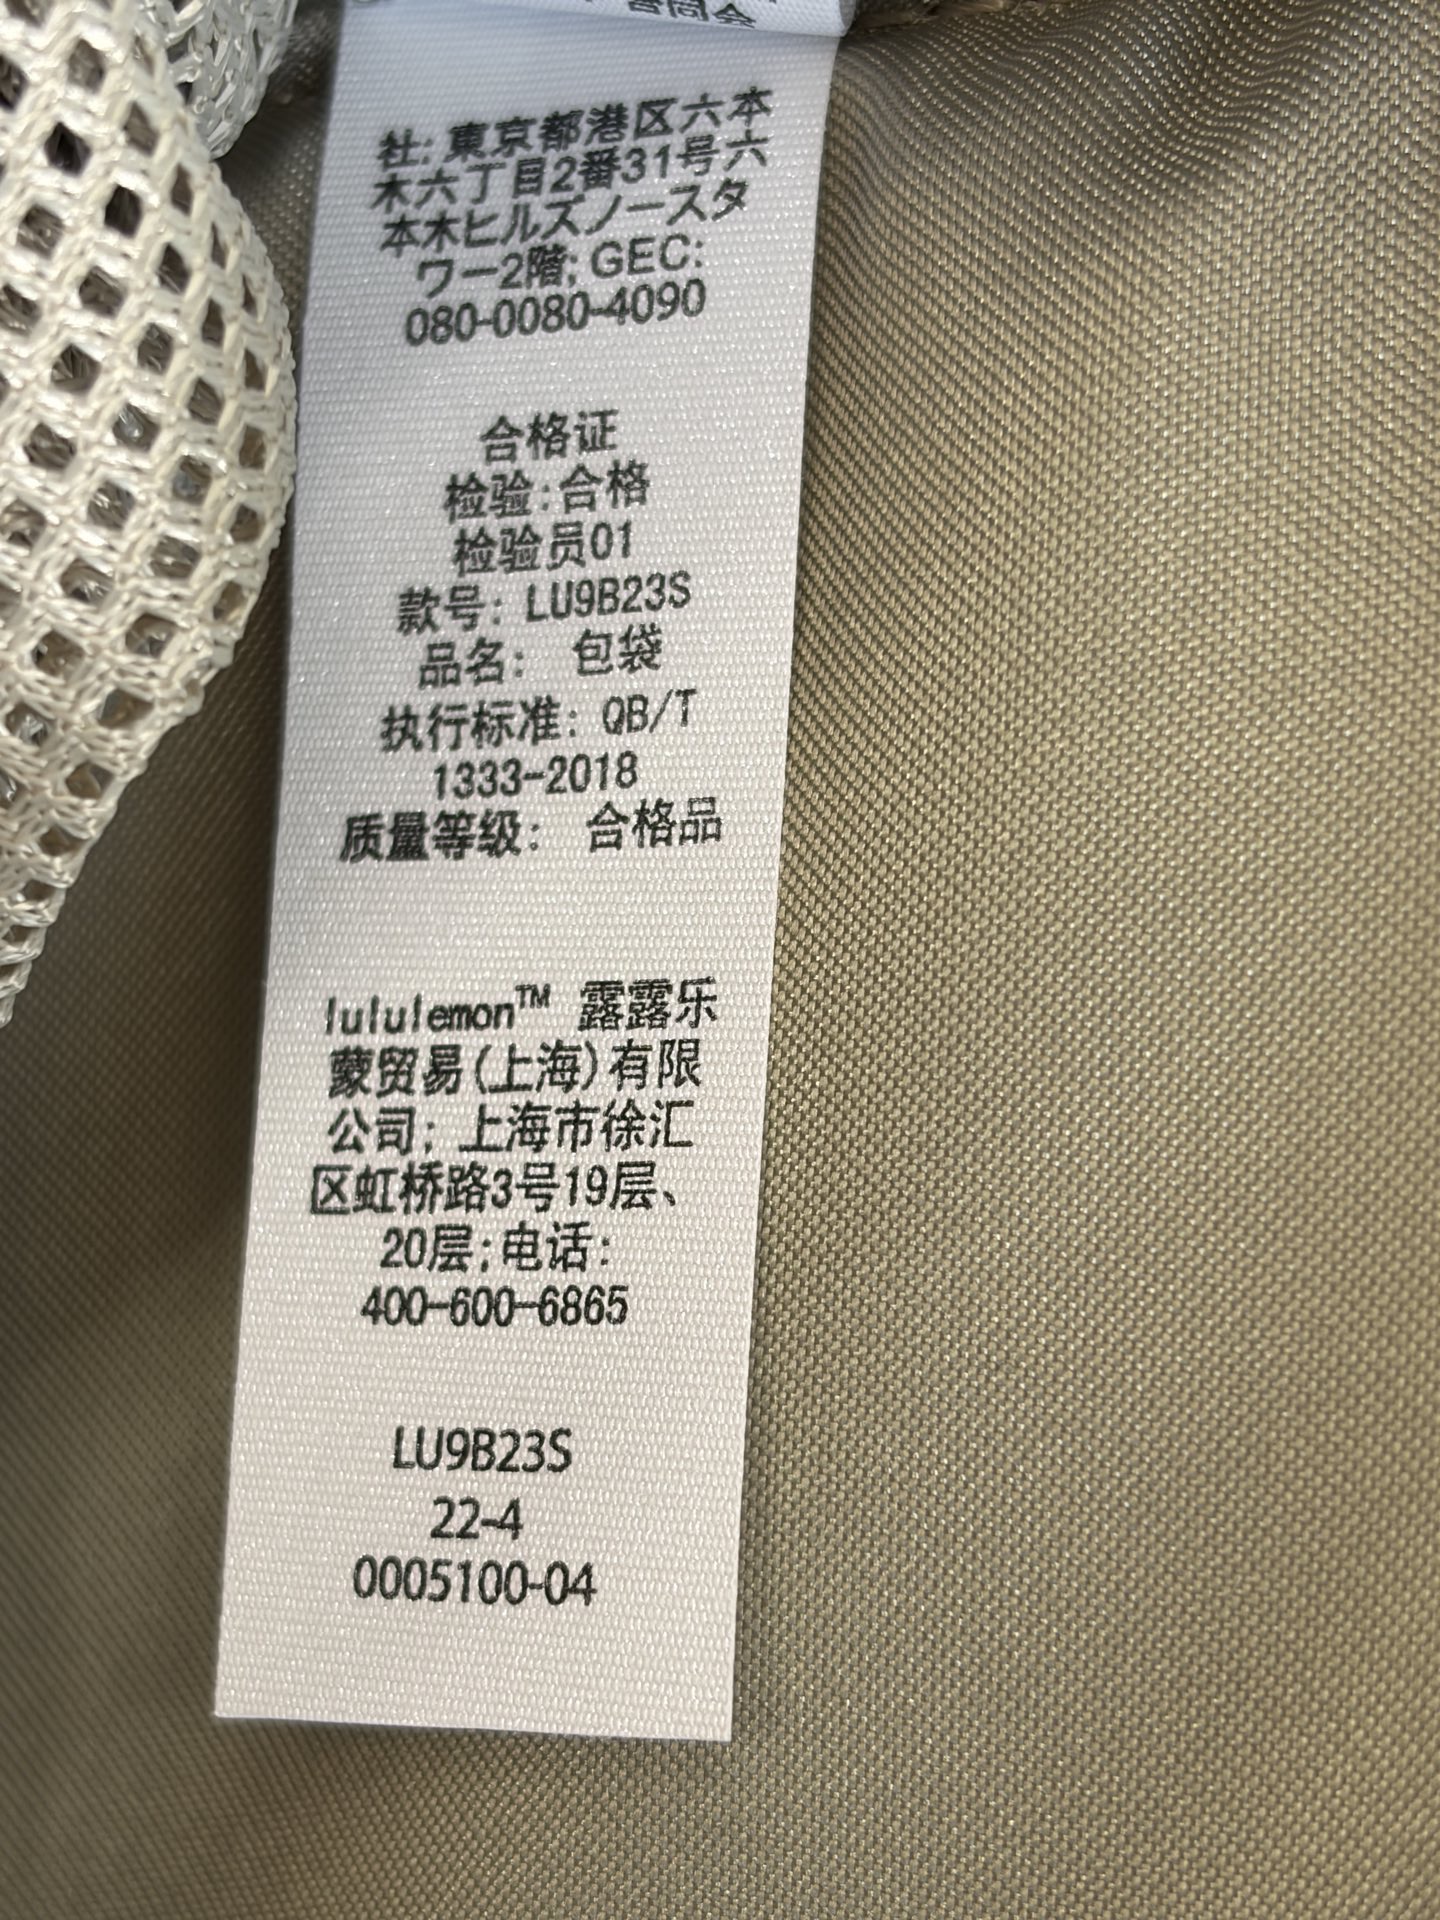 合同会
社: 東京都港区六本
木六丁目2番31号六
本木ヒルズノースタ
ワー2階; GEC:
080-0080-4090
合格证
检验:合格
检验员01
款号: LU9B23S
品名: 包袋
执行标准: QB/T
1333-2018
质量等级: 合格品
lululemon™ 露露乐
蒙贸易(上海)有限
公司; 上海市徐汇
区虹桥路3号19层、
20层;电话:
400-600-6865
LU9B23S
22-4
0005100-04